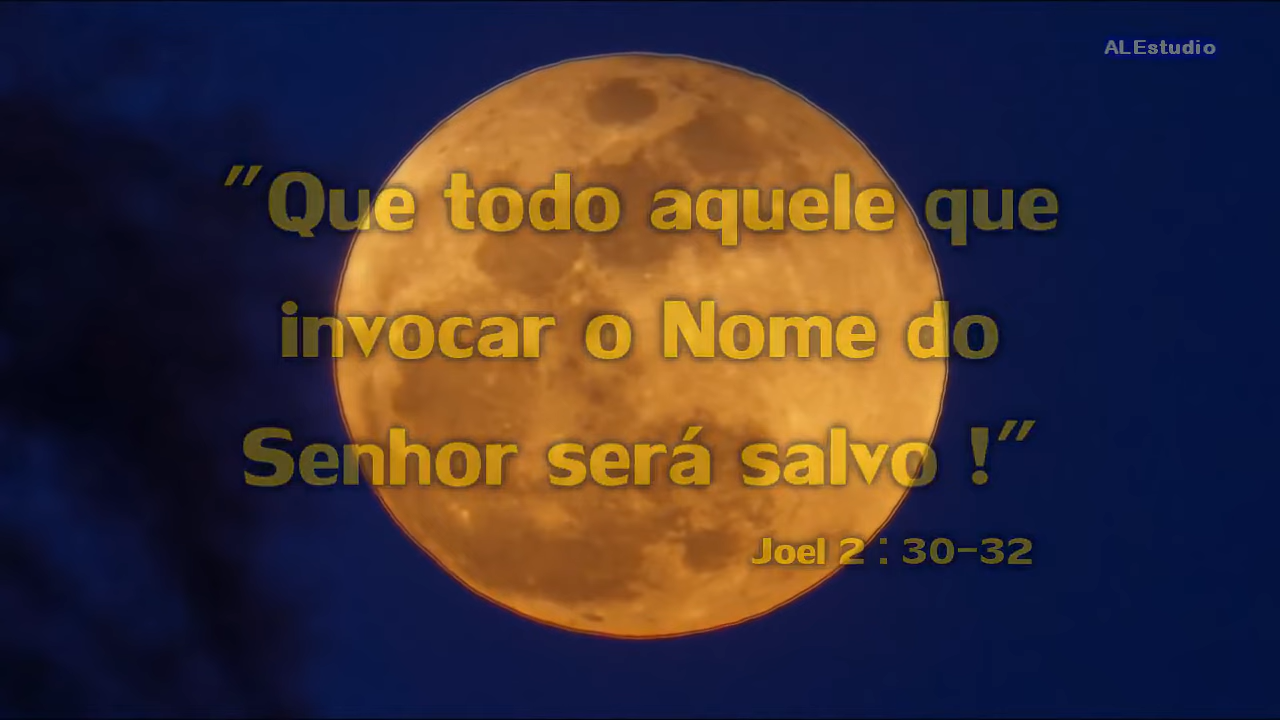 ALEstudio
"Que todo aquele que
invocar o Nome do
Senhor será salvo !"
Joel 2 : 30-32